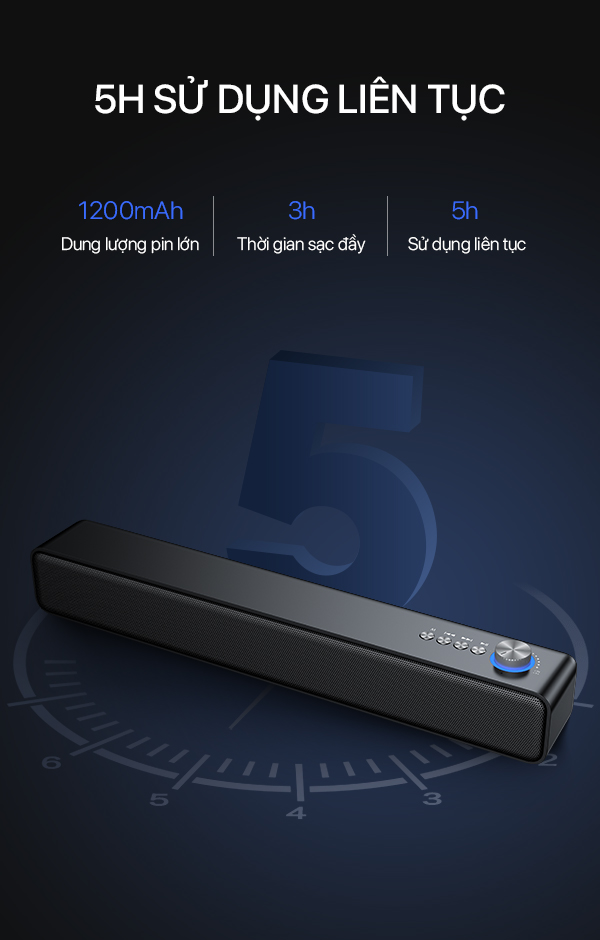 5H SỬ DỤNG LIÊN TỤC
1200mAh
Dung lượng pin lớn
3h
Thời gian sạc đầy
5h
Sử dụng liên tục
5
6
5
4
3
2